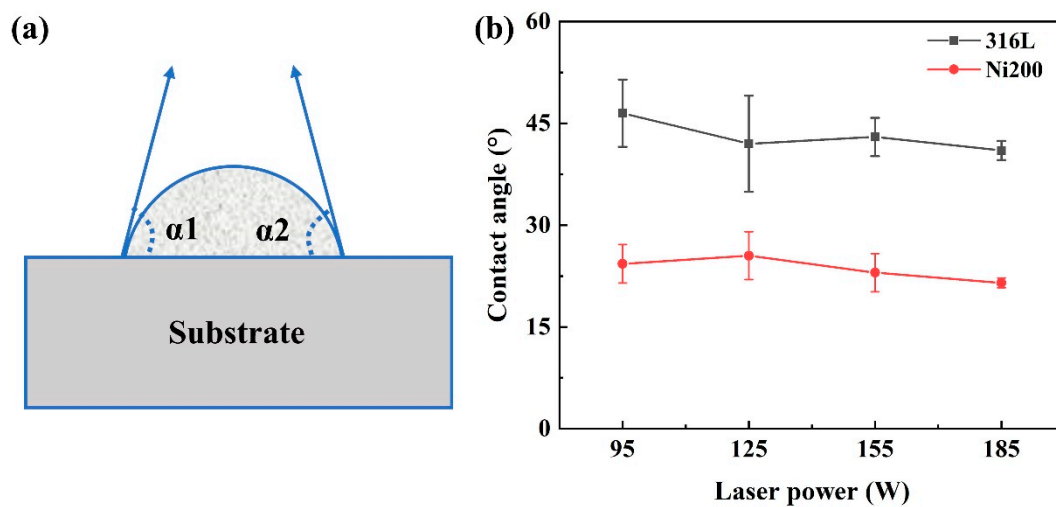 (a)
α1
α2
Substrate
(b)
316L
Ni200
Contact angle (°)
60
45
30
15
0
95 125 155 185
Laser power (W)